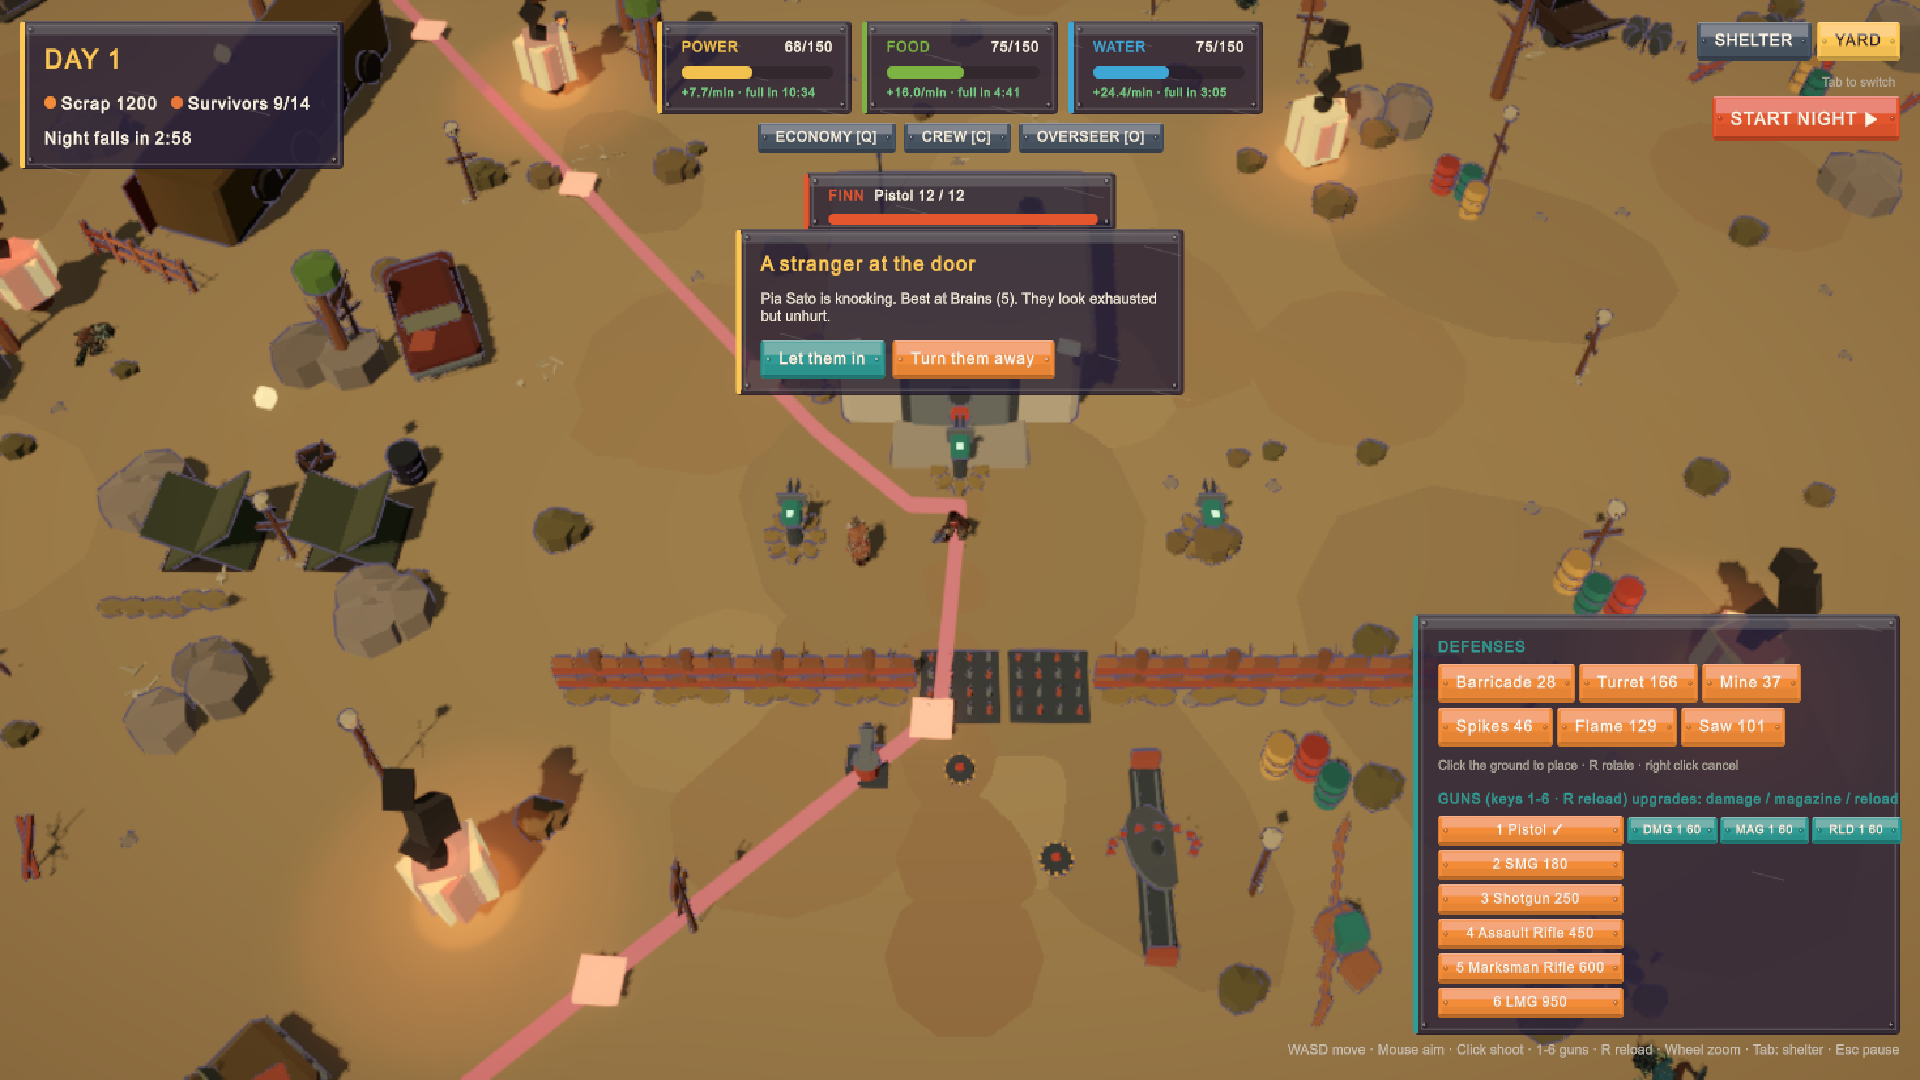 DAY 1
Scrap 1200 Survivors 9/14
Night falls in 2:58
POWER 68/150
+7.7/min · full in 10:34
FOOD 75/150
+16.0/min · full in 4:41
WATER 75/150
+24.4/min · full in 3:05
ECONOMY [Q] CREW [C] OVERSEER [O]
SHELTER YARD
Tab to switch
START NIGHT ▶
FINN Pistol 12 / 12
A stranger at the door
Pia Sato is knocking. Best at Brains (5). They look exhausted
but unhurt.
Let them in Turn them away
DEFENSES
Barricade 28 Turret 166 Mine 37
Spikes 46 Flame 129 Saw 101
Click the ground to place · R rotate · right click cancel
GUNS (keys 1-6 · R reload) upgrades: damage / magazine / reload
1 Pistol ✓ DMG 1 60 MAG 1 60 RLD 1 60
2 SMG 180
3 Shotgun 250
4 Assault Rifle 450
5 Marksman Rifle 600
6 LMG 950
WASD move · Mouse aim · Click shoot · 1-6 guns · R reload · Wheel zoom · Tab: shelter · Esc pause